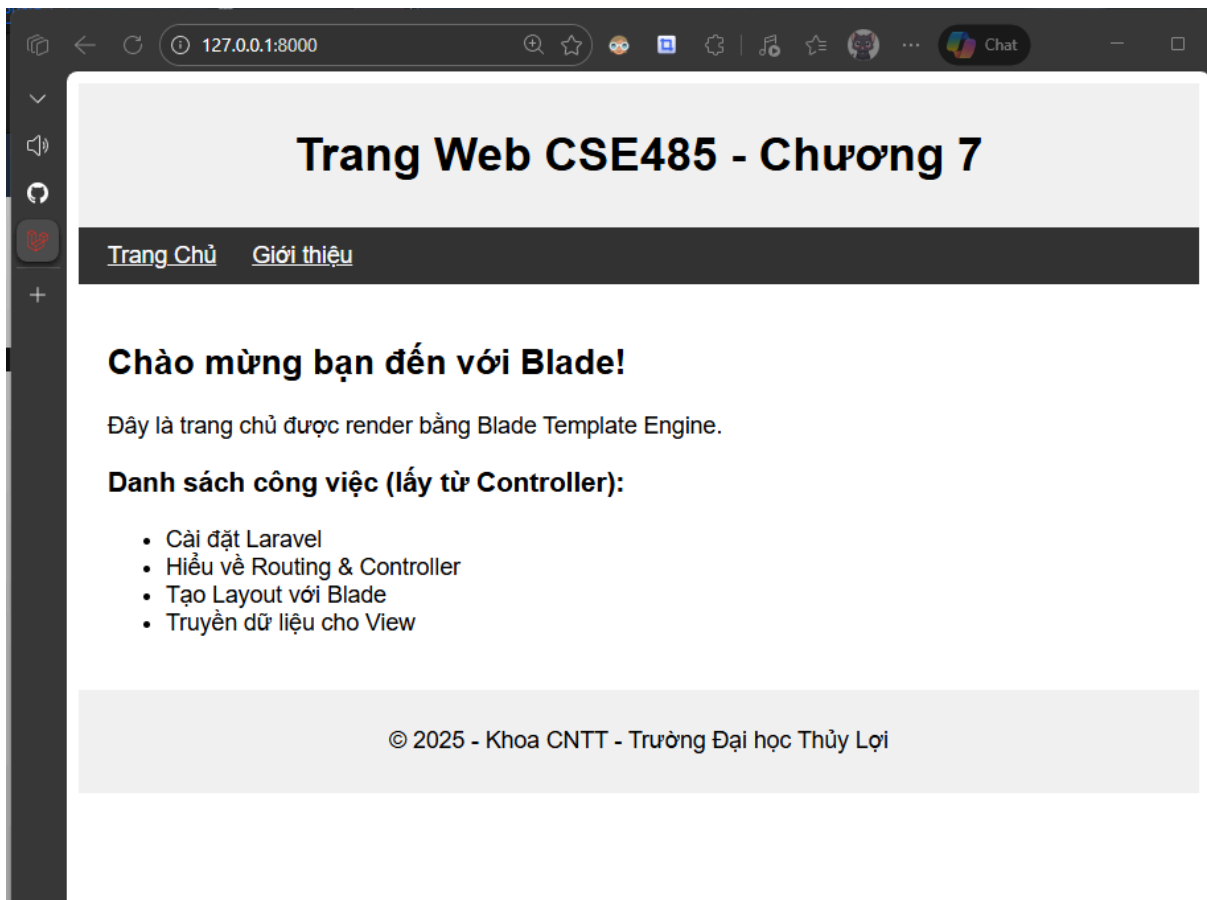 127.0.0.1:8000
Chat
Trang Web CSE485 - Chương 7
Trang Chủ Giới thiệu
Chào mừng bạn đến với Blade!
Đây là trang chủ được render bằng Blade Template Engine.
Danh sách công việc (lấy từ Controller):
• Cài đặt Laravel
• Hiểu về Routing & Controller
• Tạo Layout với Blade
• Truyền dữ liệu cho View
© 2025 - Khoa CNTT - Trường Đại học Thủy Lợi